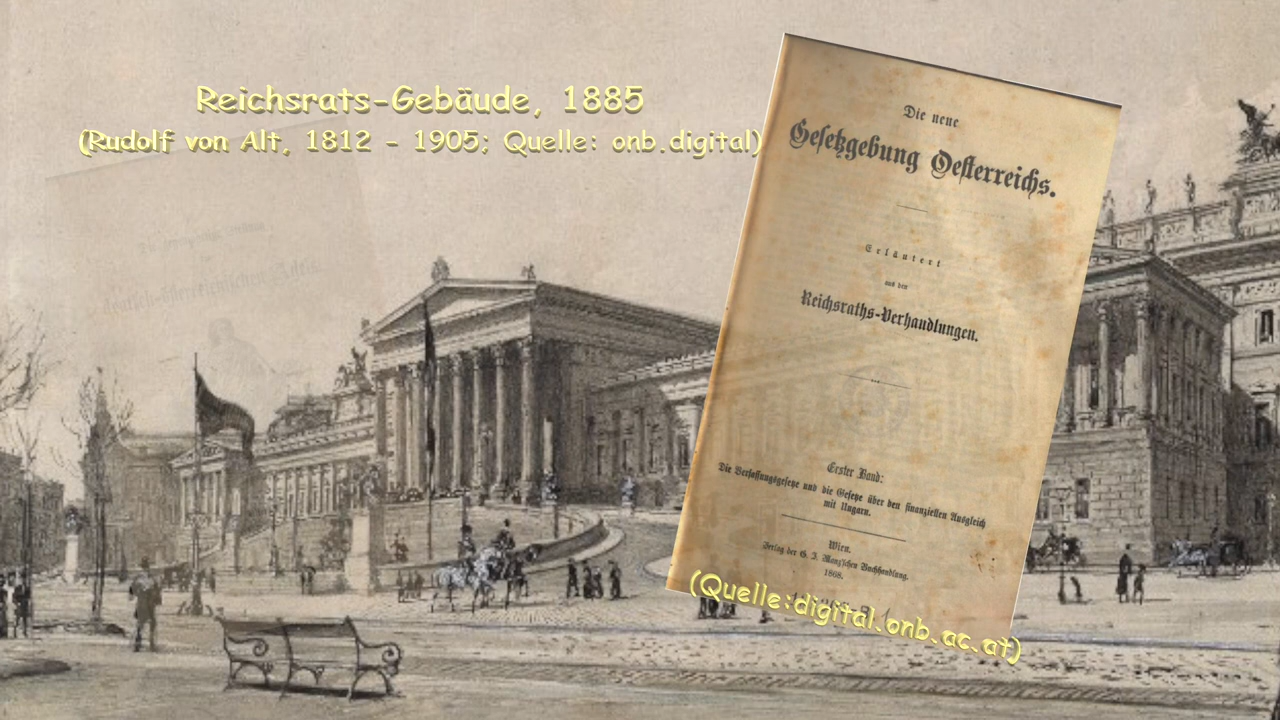 Reichsrats-Gebäude, 1885
(Rudolf von Alt, 1812 - 1905; Quelle: onb.digital)
Die neue
Gesetzgebung Oesterreichs.
Erläutert
aus den
Reichsraths-Verhandlungen.
Erster Band:
Die Verfassungsgesetze und die Gesetze über den finanziellen Ausgleich
mit Ungarn.
Wien.
Verlag der G. J. Manz'schen Buchhandlung.
1868.
(Quelle:digital.onb.ac.at)